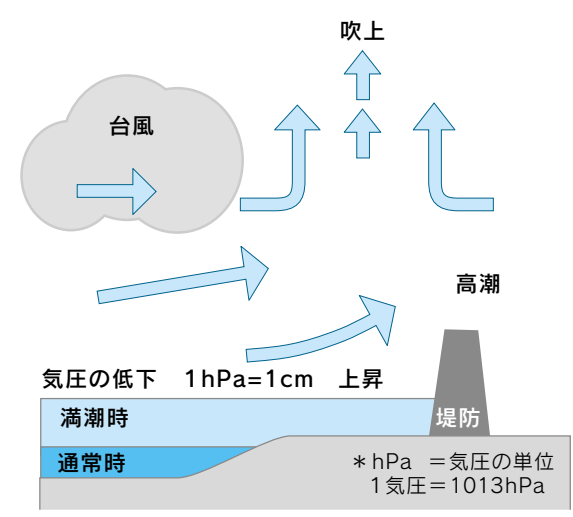 吹上
台風
高潮
気圧の低下　1hPa=1cm　上昇
満潮時
堤防
通常時
＊hPa ＝気圧の単位
1気圧＝1013hPa